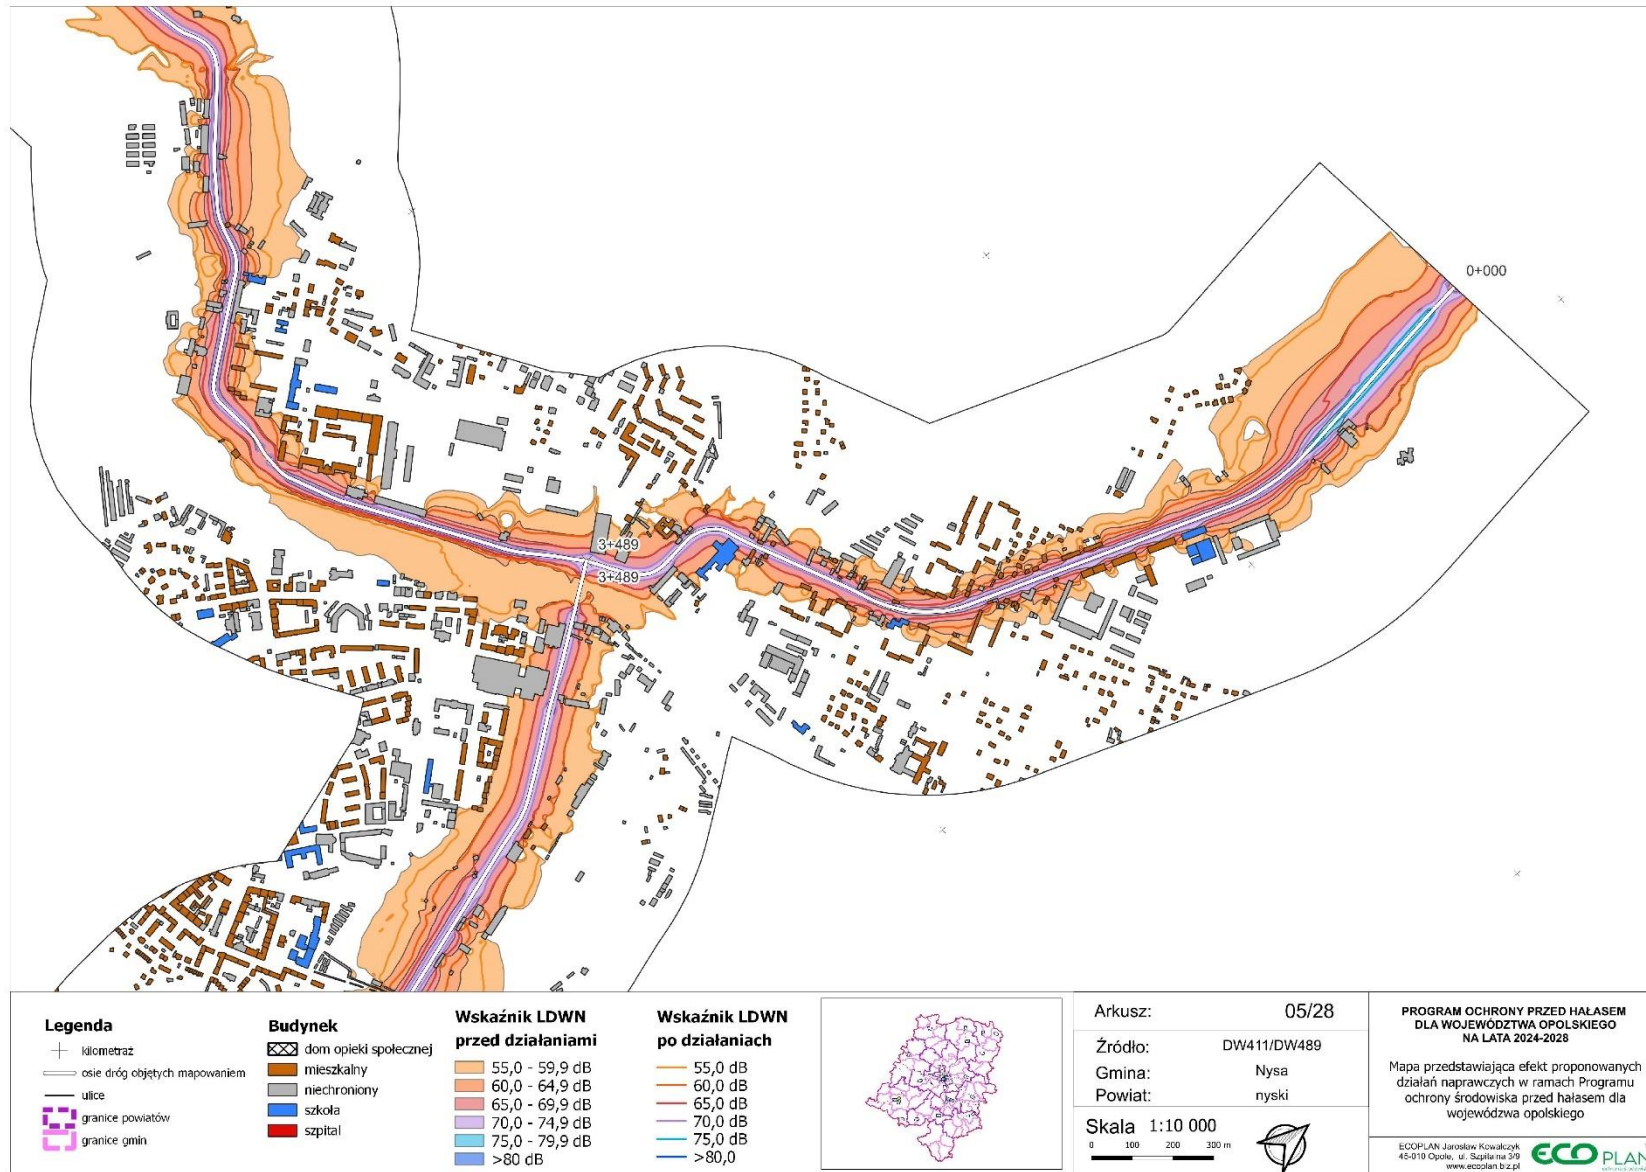 0+000
3+489
3+489
Legenda
kilometraż
osie dróg objętych mapowaniem
ulice
granice powiatów
granice gmin
Budynek
dom opieki społecznej
mieszkalny
niechroniony
szkoła
szpital
Wskaźnik LDWN
przed działaniami
55,0 - 59,9 dB
60,0 - 64,9 dB
65,0 - 69,9 dB
70,0 - 74,9 dB
75,0 - 79,9 dB
>80 dB
Wskaźnik LDWN
po działaniach
55,0 dB
60,0 dB
65,0 dB
70,0 dB
75,0 dB
>80,0
Arkusz: 05/28
Źródło: DW411/DW489
Gmina: Nysa
Powiat: nyski
Skala 1:10 000
0 100 200 300 m
PROGRAM OCHRONY PRZED HAŁASEM
DLA WOJEWÓDZTWA OPOLSKIEGO
NA LATA 2024-2028
Mapa przedstawiająca efekt proponowanych
działań naprawczych w ramach Programu
ochrony środowiska przed hałasem dla
wojewódzwa opolskiego
ECOPLAN Jarosław Kowalczyk
45-010 Opole, ul. Szpitalna 3/9
www.ecoplan.biz.pl
ECO PLAN